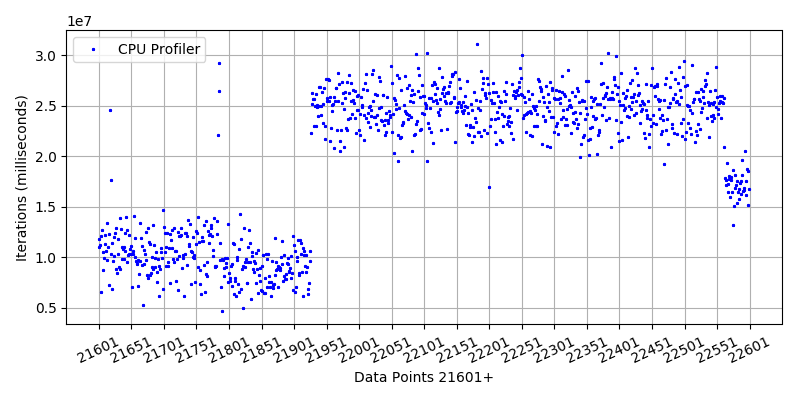 1e7
CPU Profiler
3.0
2.5
2.0
1.5
1.0
0.5
Iterations (milliseconds)
21601 21651 21701 21751 21801 21851 21901 21951 22001 22051 22101 22151 22201 22251 22301 22351 22401 22451 22501 22551 22601
Data Points 21601+